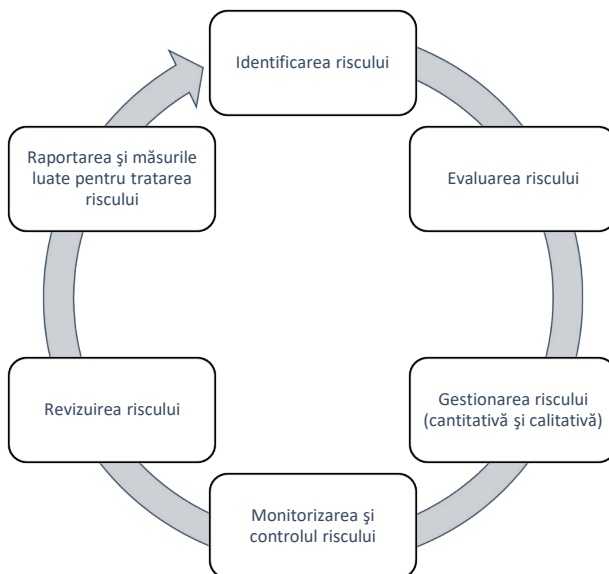 Identificarea riscului
Evaluarea riscului
Gestionarea riscului
(cantitativă şi calitativă)
Monitorizarea şi
controlul riscului
Revizuirea riscului
Raportarea şi măsurile
luate pentru tratarea
riscului